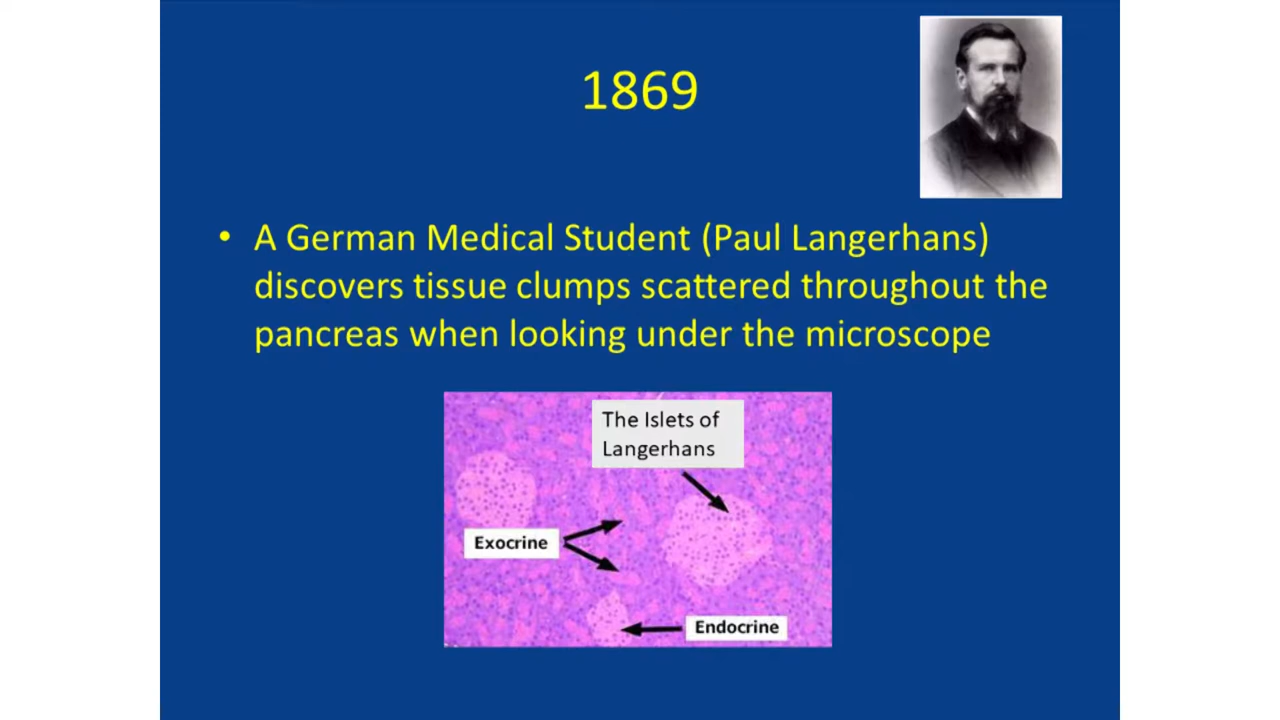 1869
• A German Medical Student (Paul Langerhans)
discovers tissue clumps scattered throughout the
pancreas when looking under the microscope
The Islets of
Langerhans
Exocrine
Endocrine